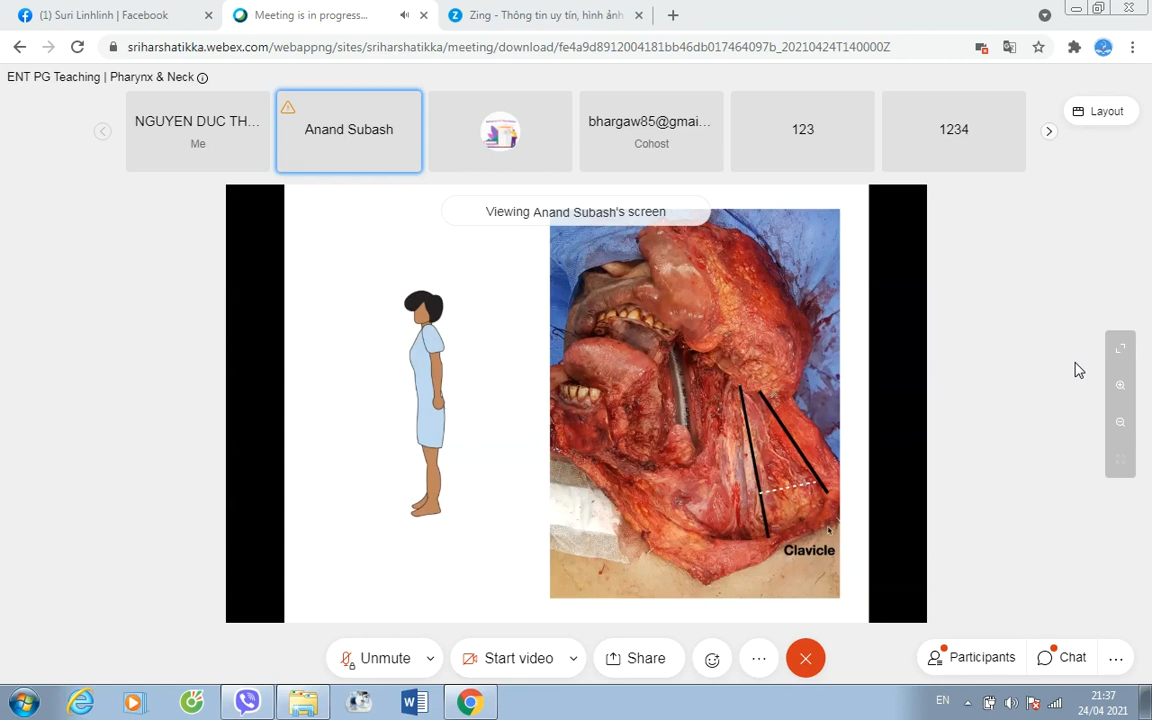 (1) Suri Linhlinh | Facebook
Meeting is in progress...
Zing - Thông tin uy tín, hình ảnh
sriharshatikka.webex.com/webappng/sites/sriharshatikka/meeting/download/fe4a9d8912004181bb46db017464097b_20210424T140000Z
ENT PG Teaching | Pharynx & Neck
NGUYEN DUC TH...
Me
Anand Subash
bhargaw85@gmai...
Cohost
123
1234
Layout
Viewing Anand Subash's screen
Clavicle
Unmute
Start video
Share
Participants
Chat
EN
21:37
24/04/2021